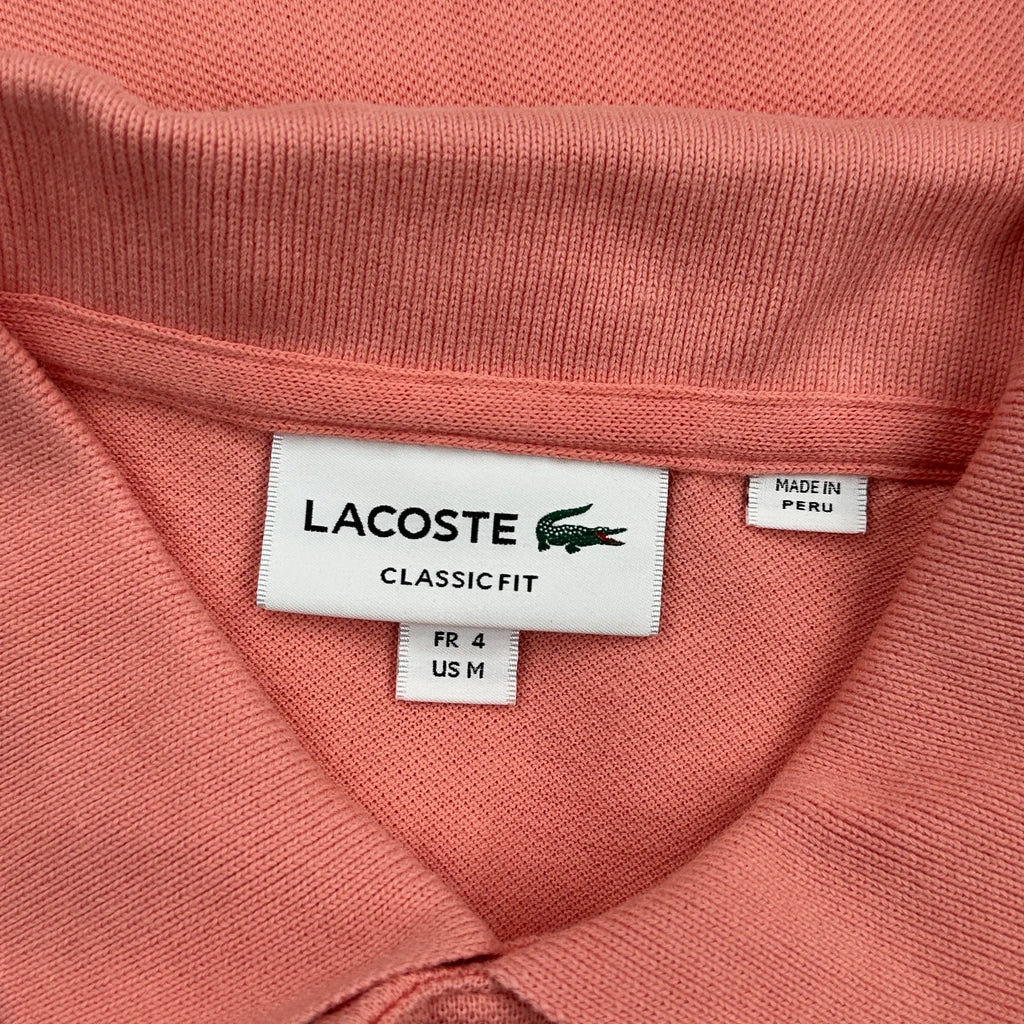 LACOSTE
CLASSIC FIT
FR 4
US M
MADE IN
PERU